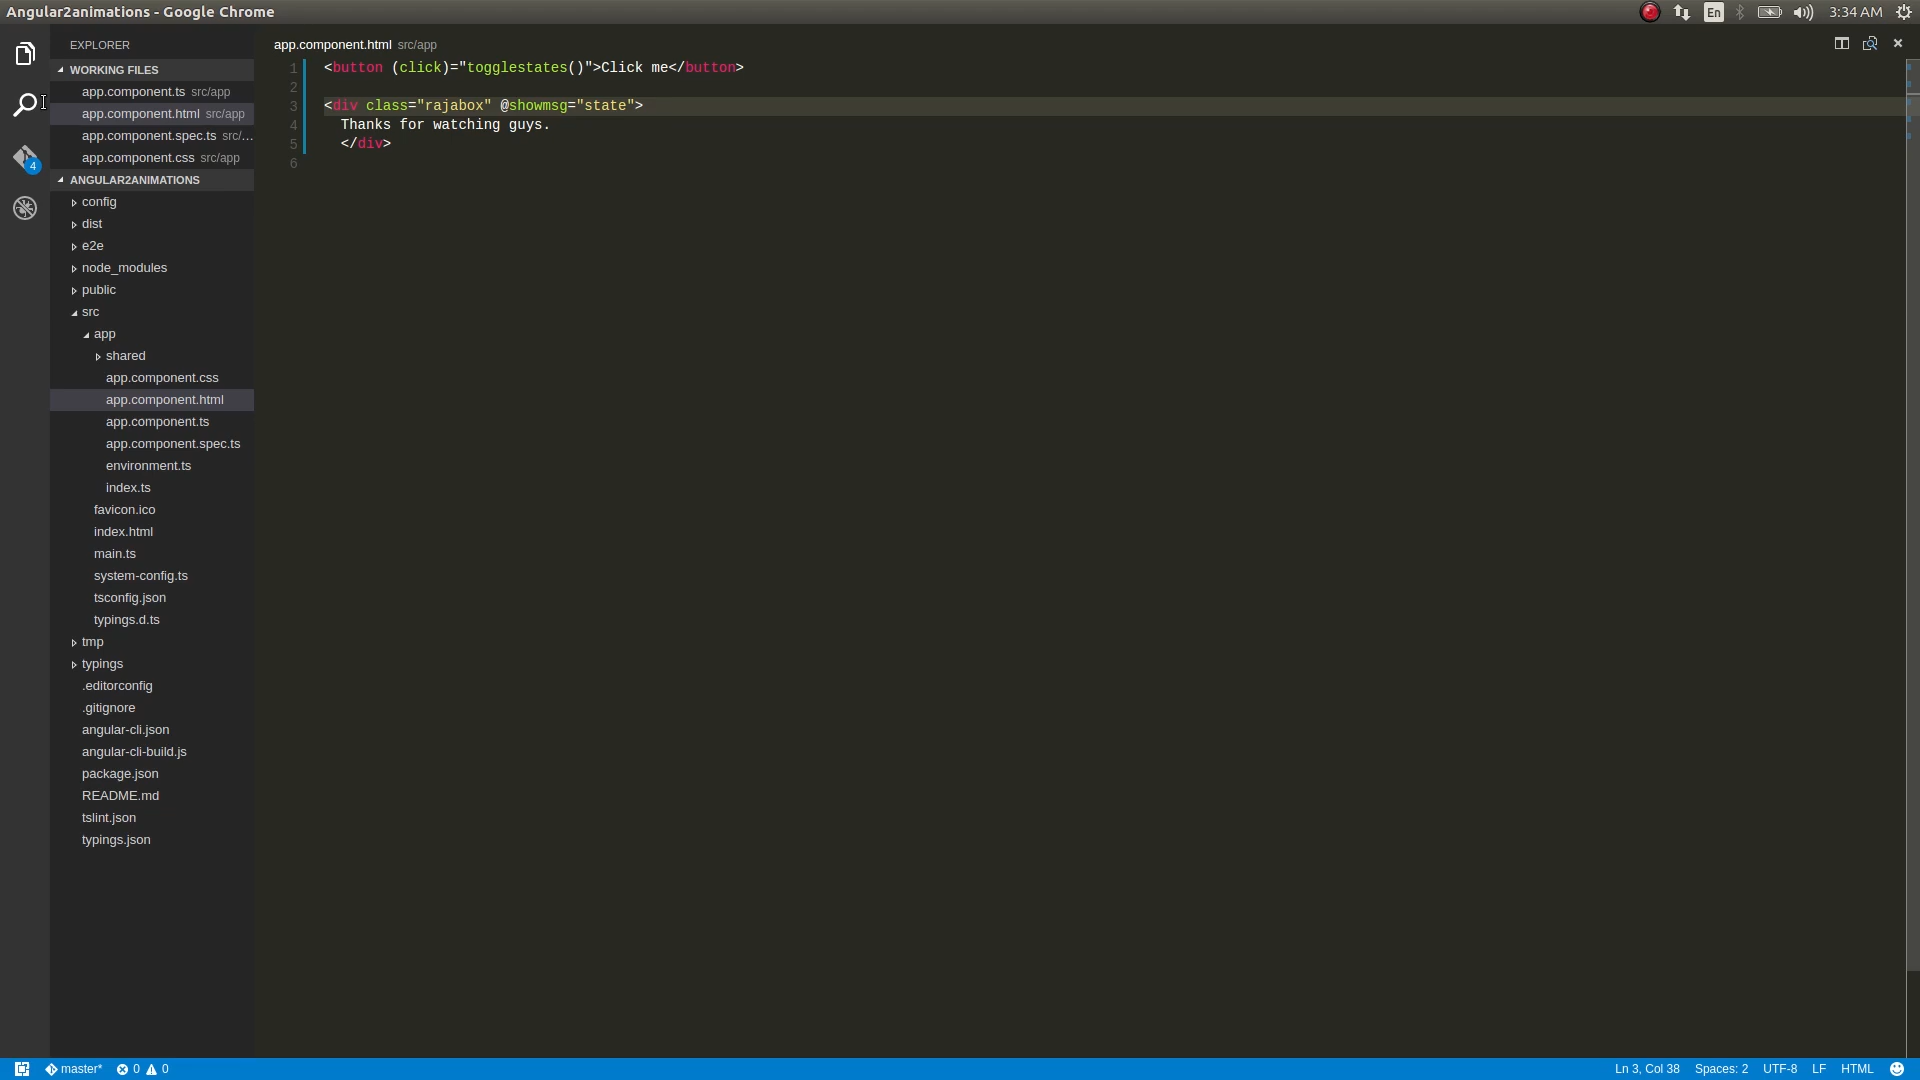 Angular2animations - Google Chrome
En
3:34 AM
EXPLORER
WORKING FILES
app.component.ts src/app
app.component.html src/app
app.component.spec.ts src/...
app.component.css src/app
4
ANGULAR2ANIMATIONS
config
dist
e2e
node_modules
public
src
app
shared
app.component.css
app.component.html
app.component.ts
app.component.spec.ts
environment.ts
index.ts
favicon.ico
index.html
main.ts
system-config.ts
tsconfig.json
typings.d.ts
tmp
typings
.editorconfig
.gitignore
angular-cli.json
angular-cli-build.js
package.json
README.md
tslint.json
typings.json
app.component.html src/app
1 <button (click)="togglestates()">Click me</button>
2
3 <div class="rajabox" @showmsg="state">
4 Thanks for watching guys.
5 </div>
6
master* 0 0
Ln 3, Col 38 Spaces: 2 UTF-8 LF HTML